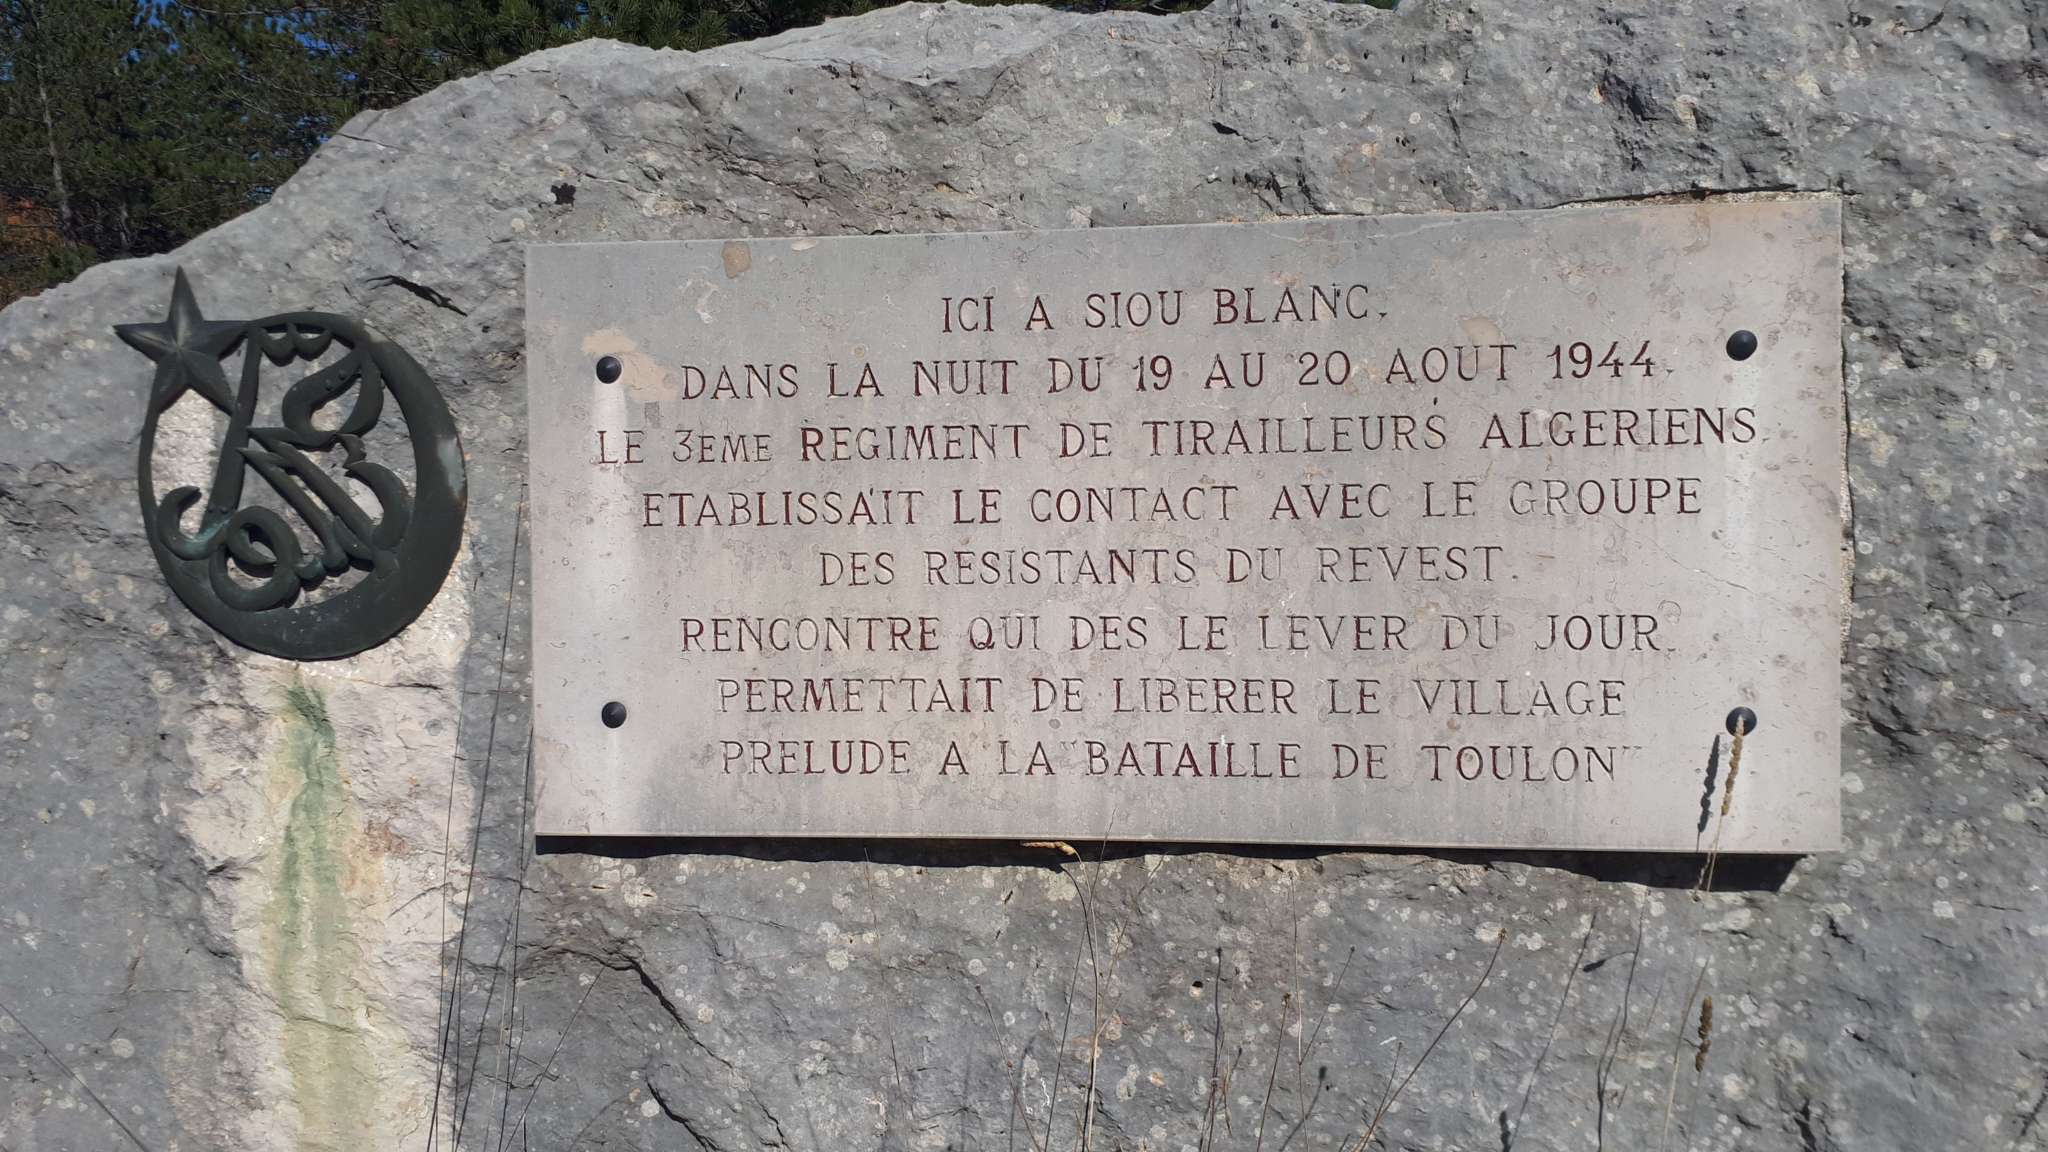 ICI A SIOU BLANC,
DANS LA NUIT DU 19 AU 20 AOUT 1944,
LE 3EME REGIMENT DE TIRAILLEURS ALGERIENS,
ETABLISSAIT LE CONTACT AVEC LE GROUPE
DES RESISTANTS DU REVEST.
RENCONTRE QUI DES LE LEVER DU JOUR,
PERMETTAIT DE LIBERER LE VILLAGE
PRELUDE A LA "BATAILLE DE TOULON"